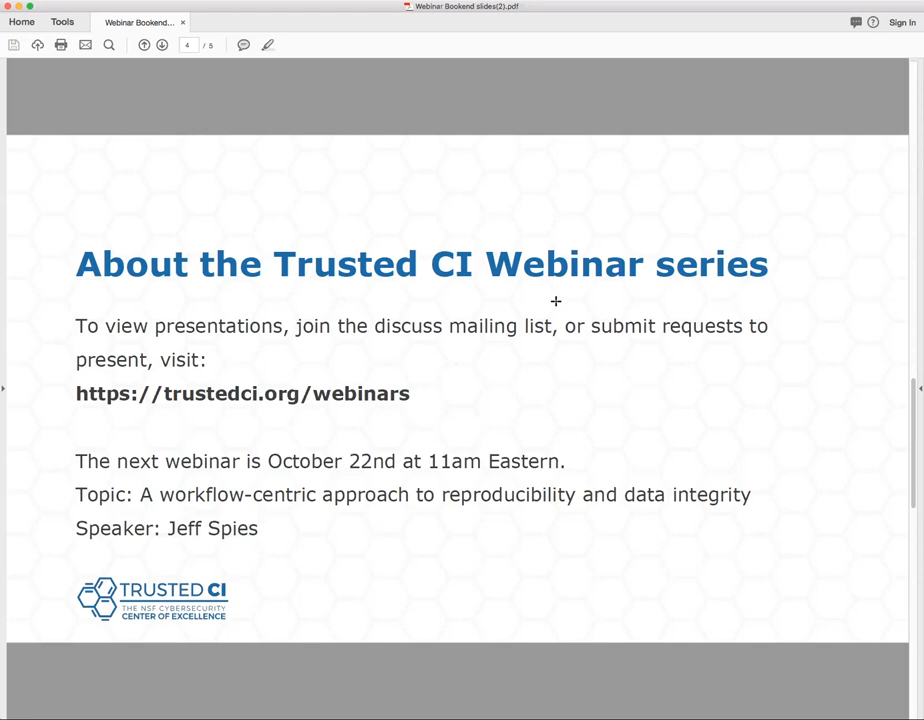 Webinar Bookend slides(2).pdf
Home
Tools
Webinar Bookend...
×
Sign In
4 / 5
About the Trusted CI Webinar series
To view presentations, join the discuss mailing list, or submit requests to
present, visit:
https://trustedci.org/webinars
The next webinar is October 22nd at 11am Eastern.
Topic: A workflow-centric approach to reproducibility and data integrity
Speaker: Jeff Spies
TRUSTED CI
THE NSF CYBERSECURITY
CENTER OF EXCELLENCE